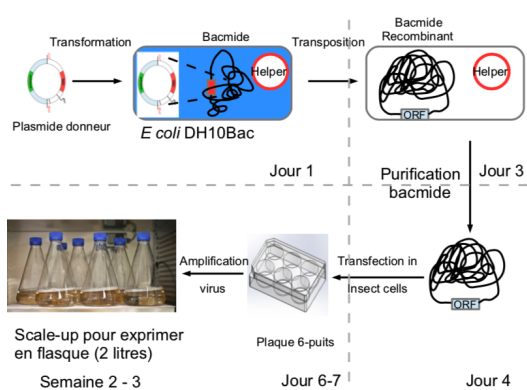 Transformation
Bacmide
Transposition
Bacmide
Recombinant
Helper
Helper
ORF
Plasmide donneur
E coli DH10Bac
Jour 1
Purification
bacmide
Jour 3
Amplification
virus
Transfection in
Insect cells
ORF
Plaque 6-puits
Scale-up pour exprimer
en flasque (2 litres)
Semaine 2 - 3
Jour 6-7
Jour 4